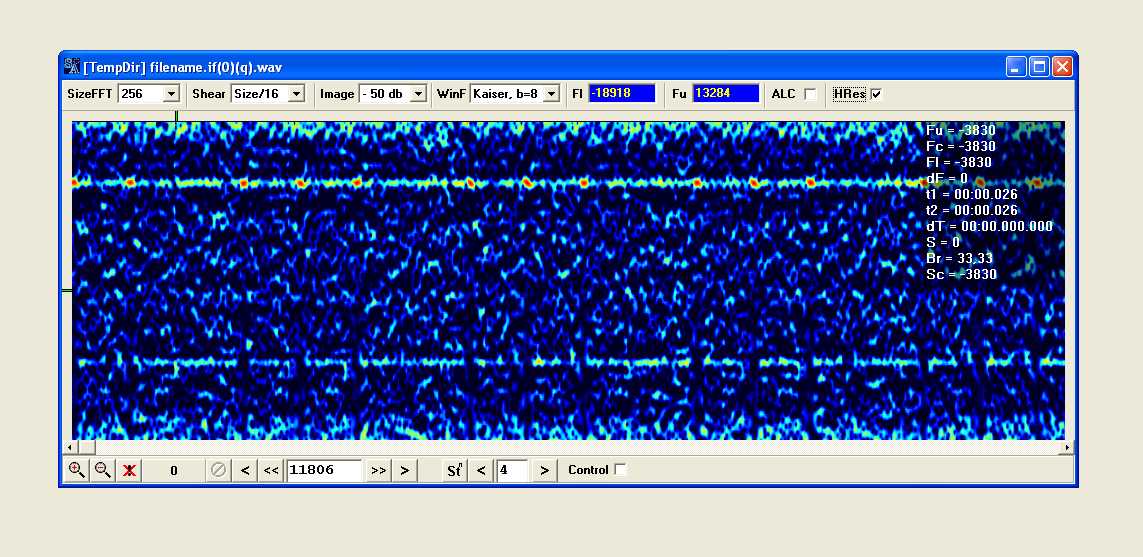 [TempDir] filename.if(0)(q).wav
SizeFFT 256 Shear Size/16 Image - 50 db WinF Kaiser, b=8 Fl -18918 Fu 13284 ALC HRes
Fu = -3830
Fc = -3830
Fl = -3830
dF = 0
t1 = 00:00.026
t2 = 00:00.026
dT = 00:00.000.000
S = 0
Br = 33,33
Sc = -3830
0 < << 11806 >> > St < 4 > Control